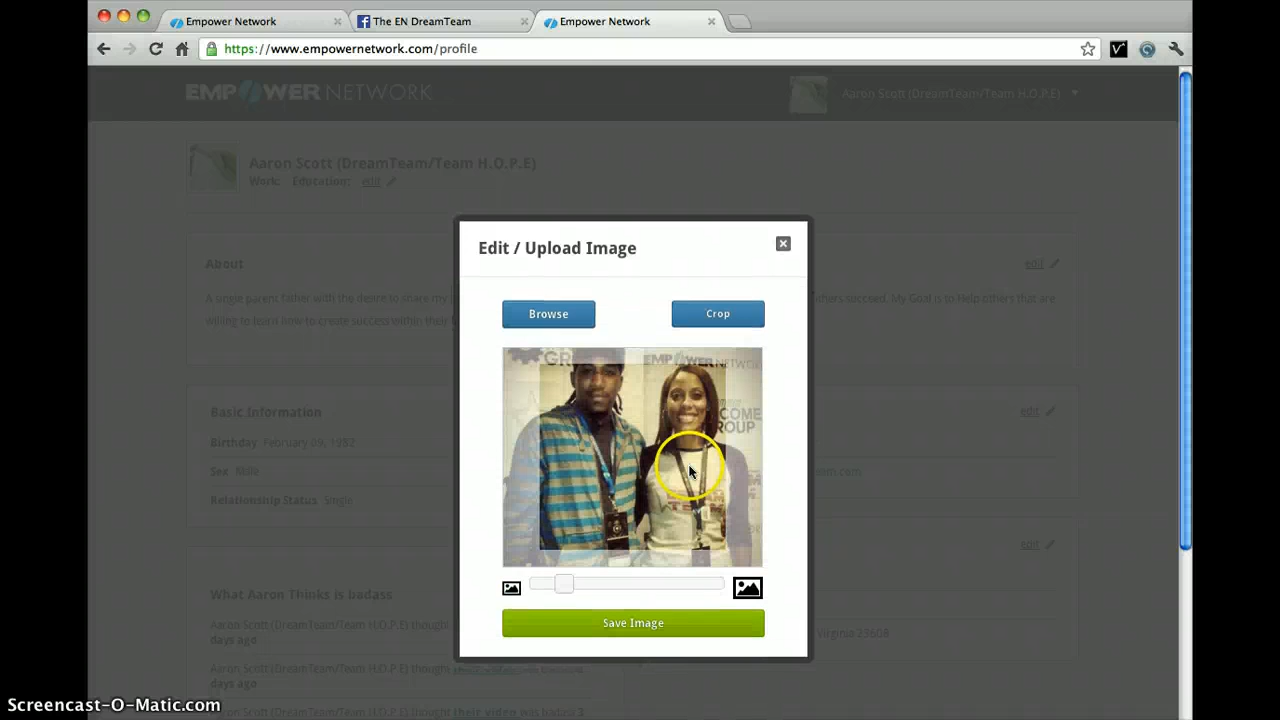 Empower Network
The EN DreamTeam
Empower Network
https://www.empowernetwork.com/profile
EMPOWER NETWORK
Aaron Scott (DreamTeam/Team H.O.P.E)
Aaron Scott (DreamTeam/Team H.O.P.E)
Work: Education: edit
Edit / Upload Image
About
edit
Browse
Crop
A single parent father with the desire to share my
others succeed. My Goal is to Help others that are
willing to learn how to create success within their
EMPOWER NETWORK
COME
GROUP
Basic Information
edit
Birthday February 09, 1982
Sex Male
Relationship Status Single
edit
What Aaron Thinks is badass
Save Image
Aaron Scott (DreamTeam/Team H.O.P.E) thought
days ago
Virginia 23608
Aaron Scott (DreamTeam/Team H.O.P.E) thought
days ago
Aaron Scott (DreamTeam/Team H.O.P.E) thought their video was badass 2
Screencast-O-Matic.com